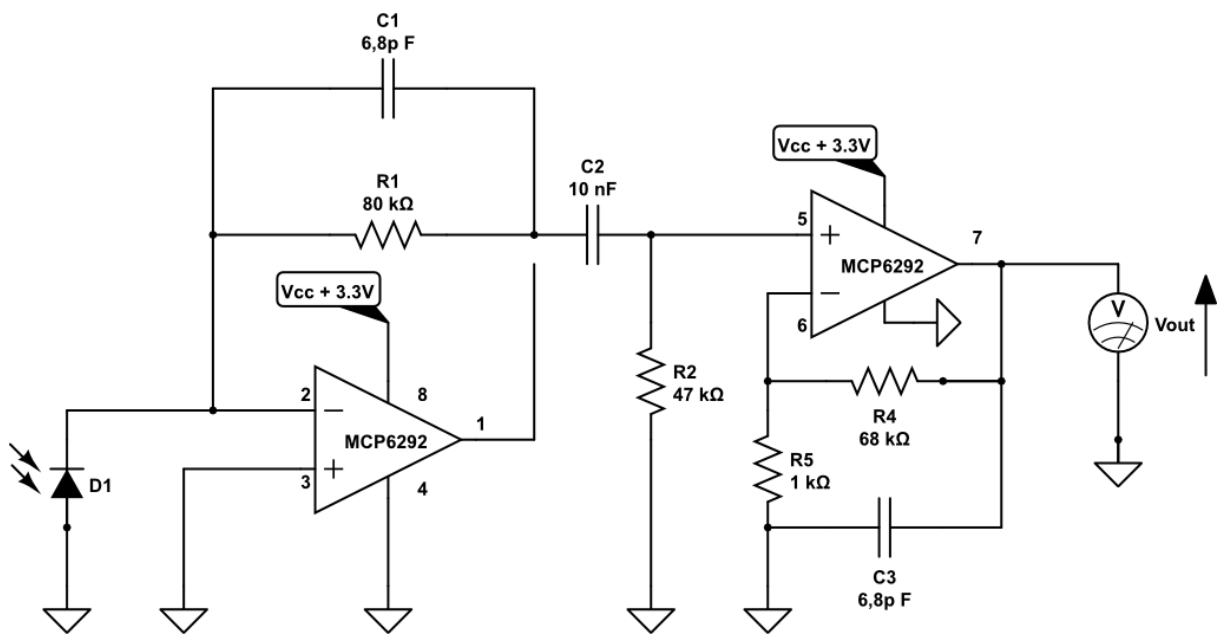 C1
6,8p F
R1
80 kΩ
C2
10 nF
Vcc + 3.3V
5
+
MCP6292
−
6
7
V
Vout
Vcc + 3.3V
2
−
8
MCP6292
1
+
3
4
D1
R2
47 kΩ
R4
68 kΩ
R5
1 kΩ
C3
6,8p F